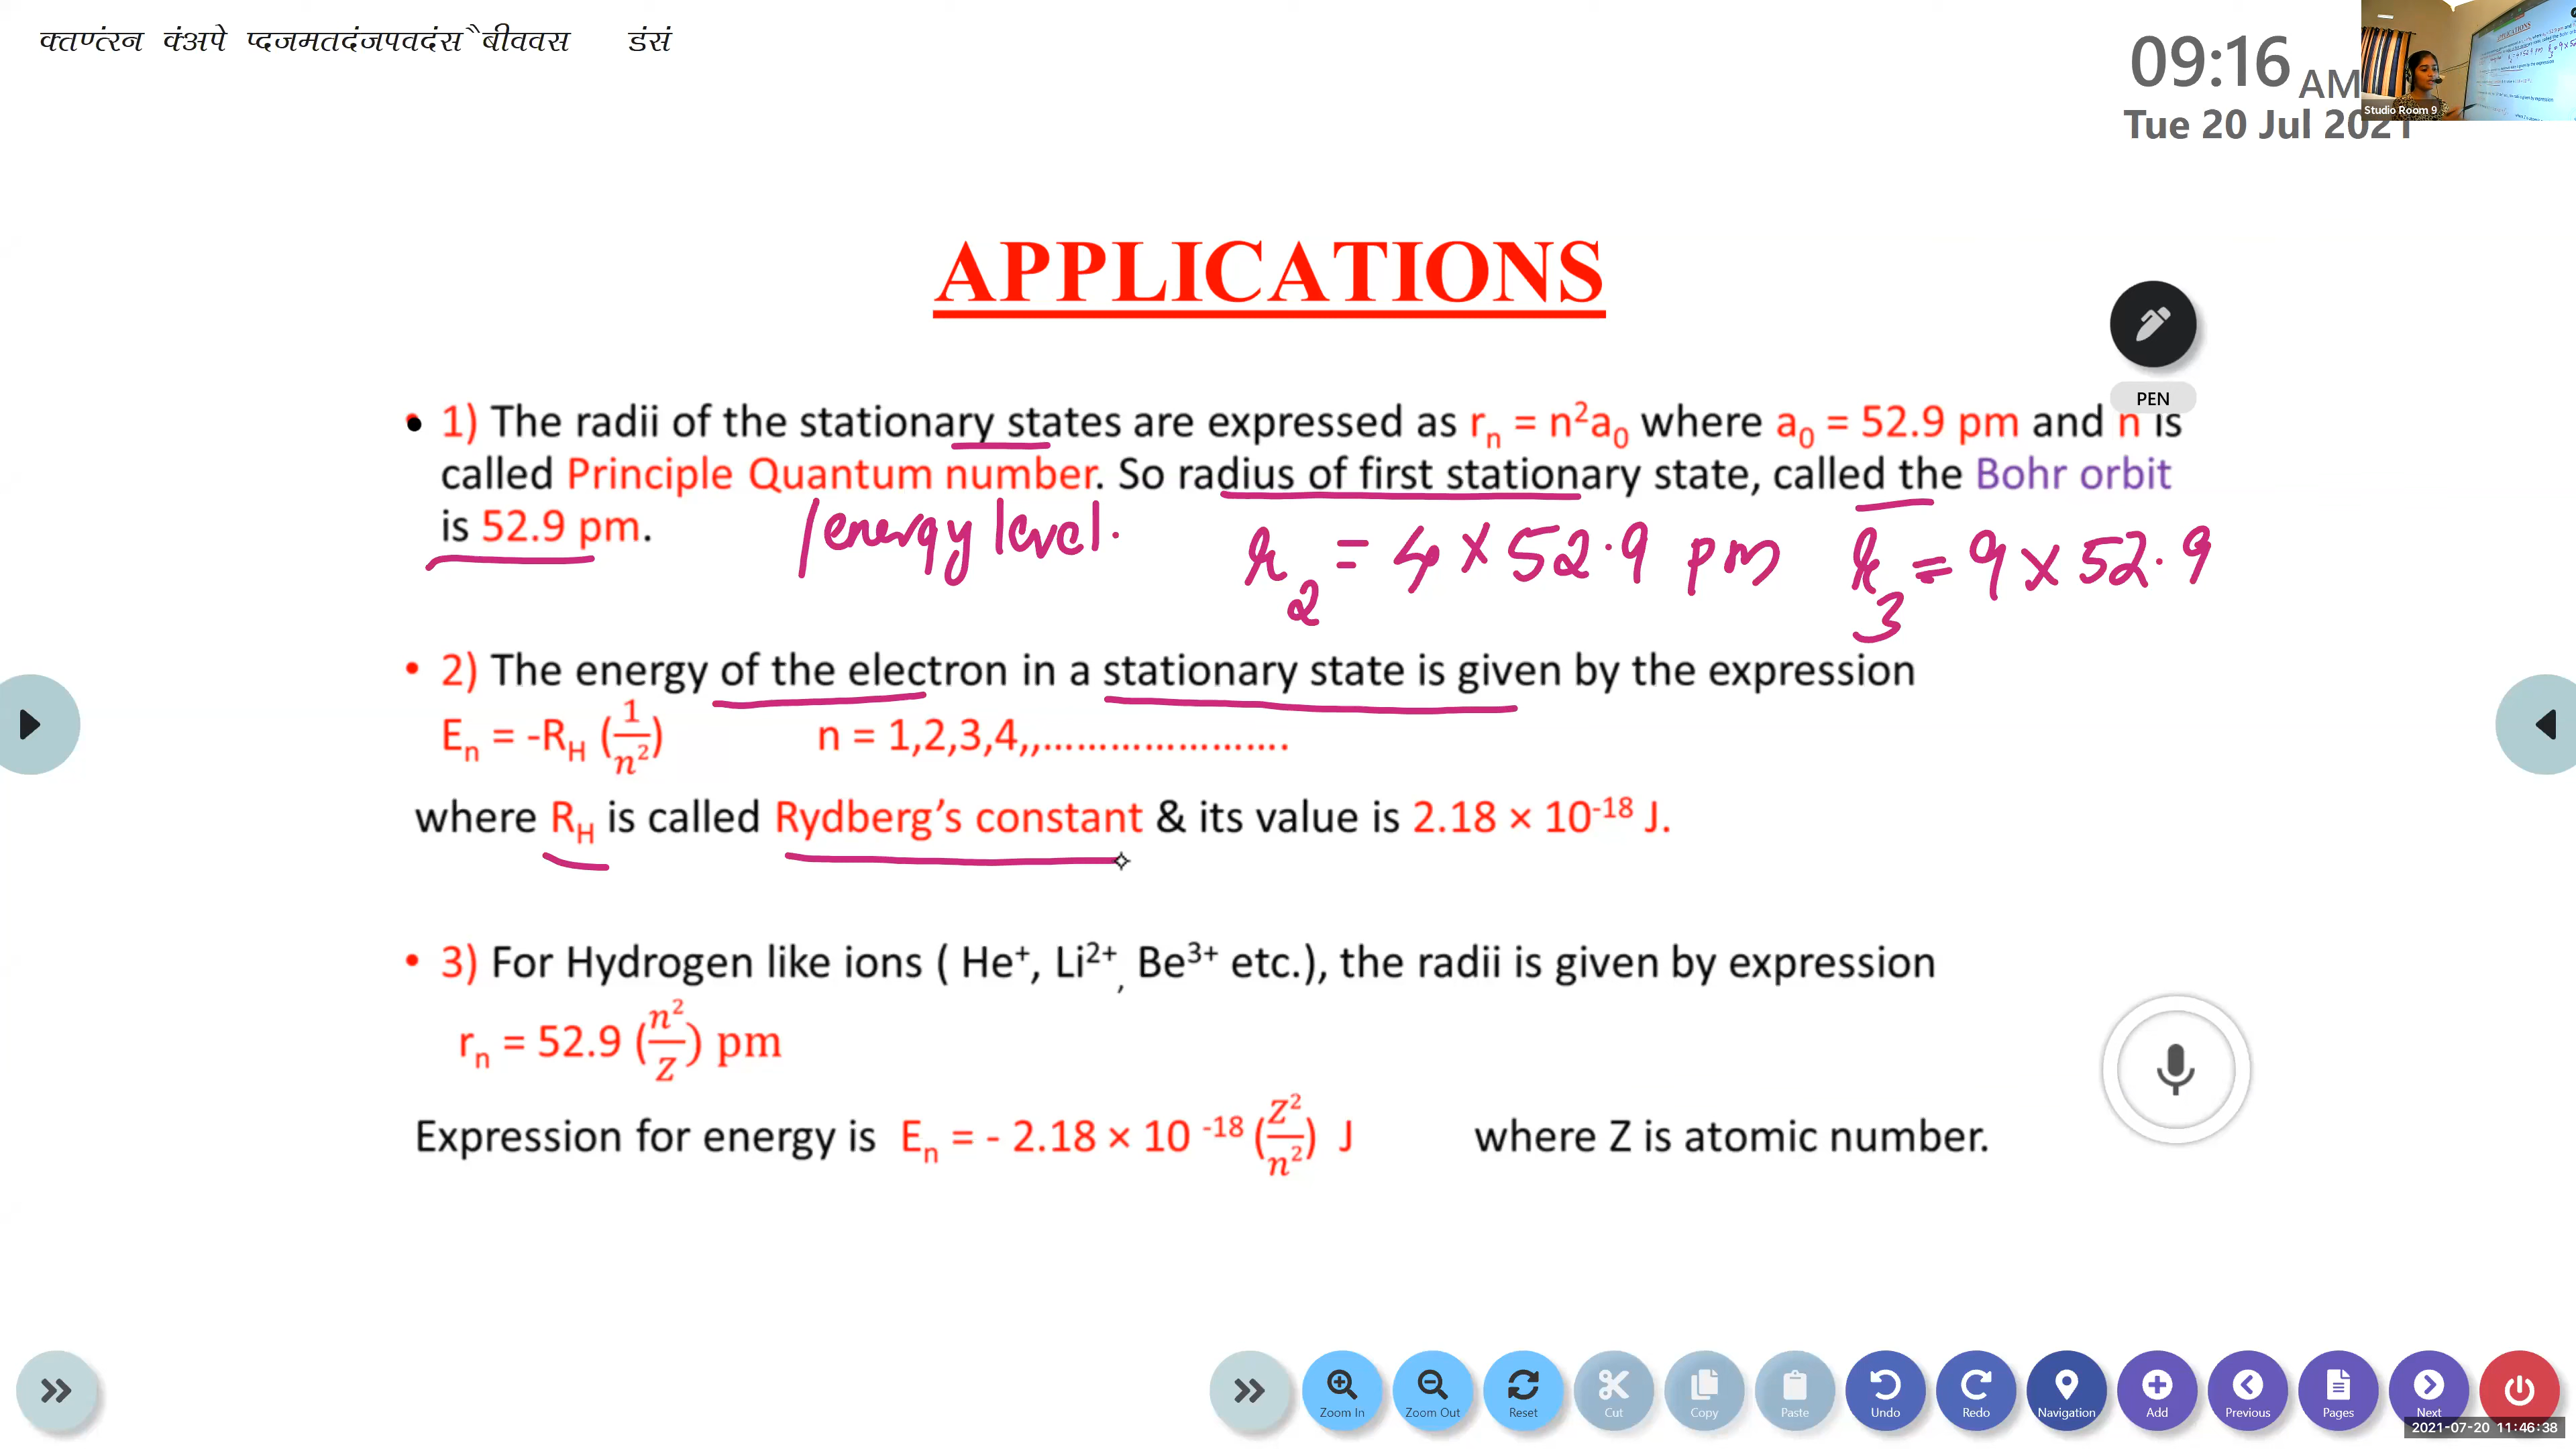 क्तण्त्ंरन क्ंअपे प्दजमतदंजपवदंस ैबीववस डंसं
09:16 AM
Tue 20 Jul 2021
Studio Room 9
APPLICATIONS
PEN
• 1) The radii of the stationary states are expressed as rₙ = n²a₀ where a₀ = 52.9 pm and n is
called Principle Quantum number. So radius of first stationary state, called the Bohr orbit
is 52.9 pm.
/energy level.
r₂ = 4 × 52.9 pm r₃ = 9 × 52.9
• 2) The energy of the electron in a stationary state is given by the expression
Eₙ = -R_H (1/n²) n = 1,2,3,4,,…………………….
where R_H is called Rydberg’s constant & its value is 2.18 × 10⁻¹⁸ J.
• 3) For Hydrogen like ions ( He⁺, Li²⁺, Be³⁺ etc.), the radii is given by expression
rₙ = 52.9 (n²/Z) pm
Expression for energy is Eₙ = - 2.18 × 10 ⁻¹⁸ (Z²/n²) J where Z is atomic number.
Zoom In Zoom Out Reset Cut Copy Paste Undo Redo Navigation Add Previous Pages Next
2021-07-20 11:46:38